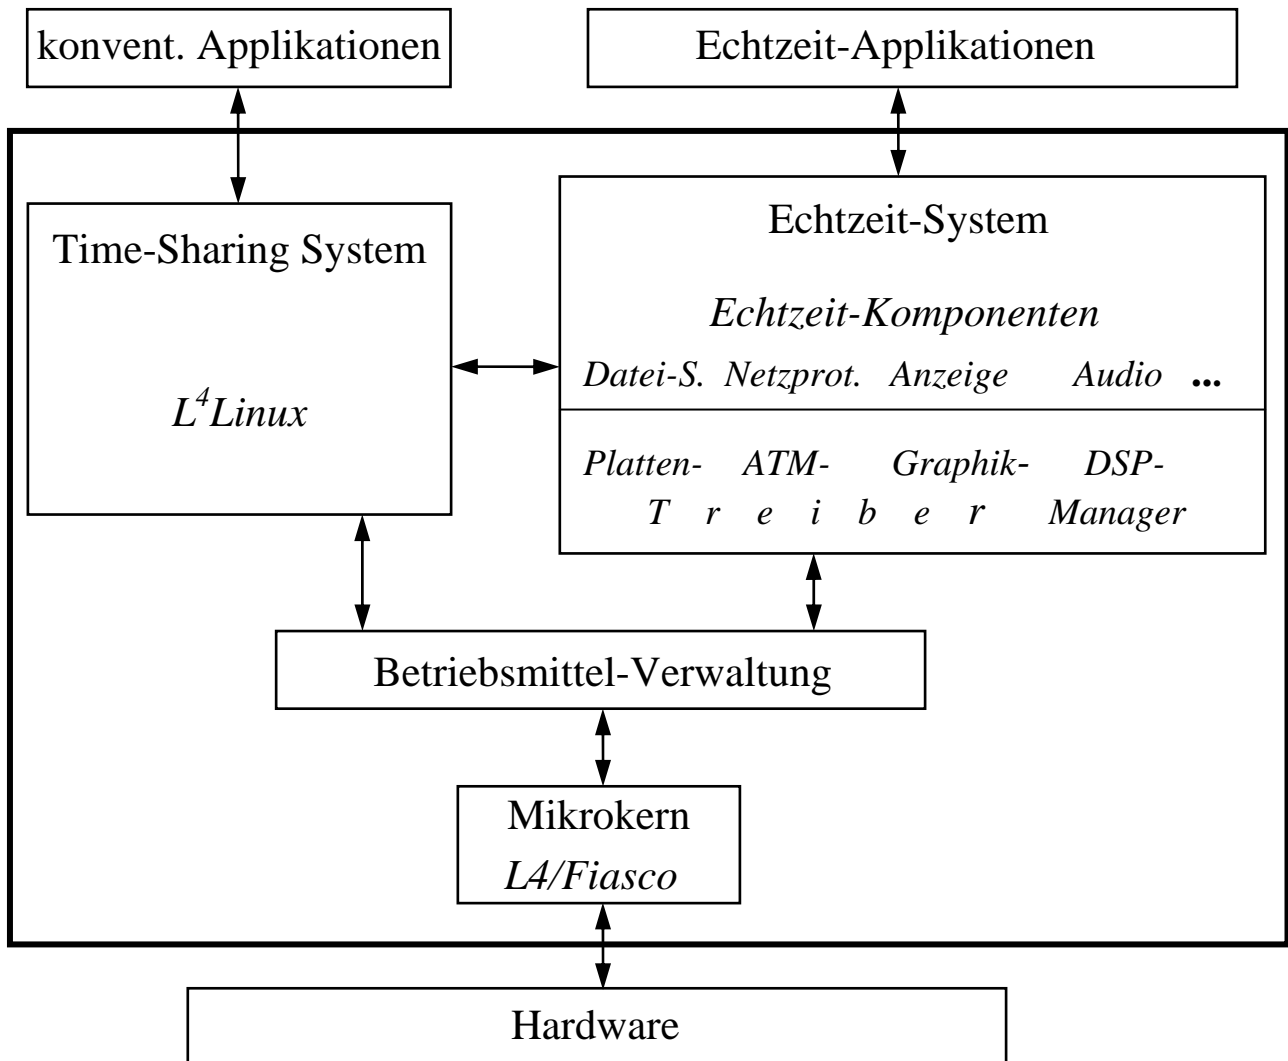 konvent. Applikationen
Echtzeit-Applikationen
Time-Sharing System
L⁴Linux
Echtzeit-System
Echtzeit-Komponenten
Datei-S. Netzprot. Anzeige Audio ...
Platten- ATM- Graphik- DSP-
T r e i b e r Manager
Betriebsmittel-Verwaltung
Mikrokern
L4/Fiasco
Hardware